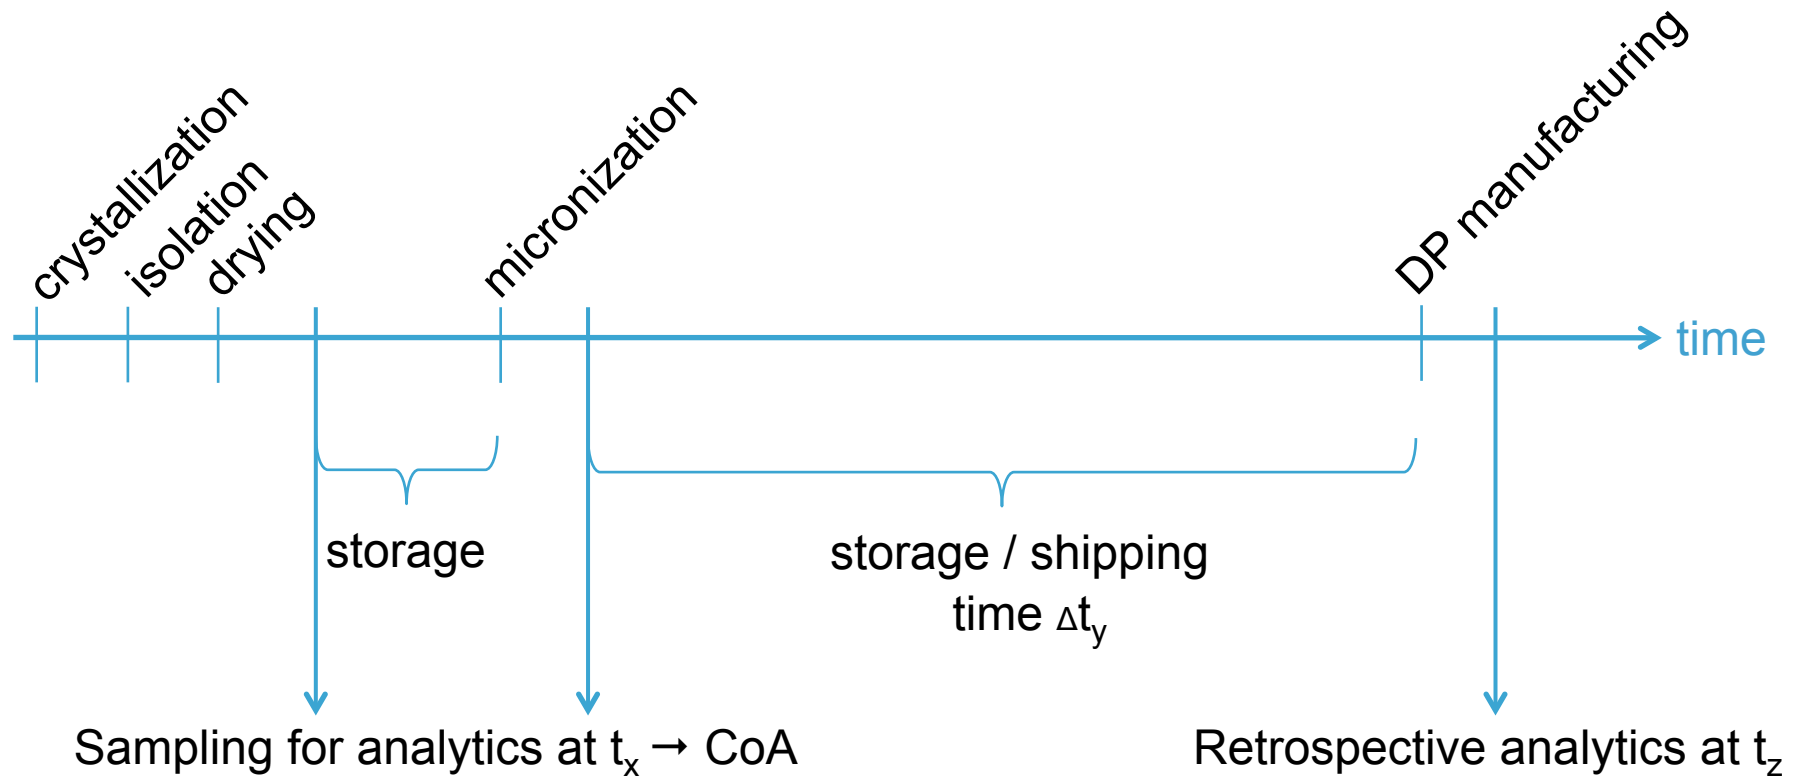 crystallization
isolation
drying
micronization
DP manufacturing
time
storage
storage / shipping
time Δty
Sampling for analytics at tx → CoA
Retrospective analytics at tz